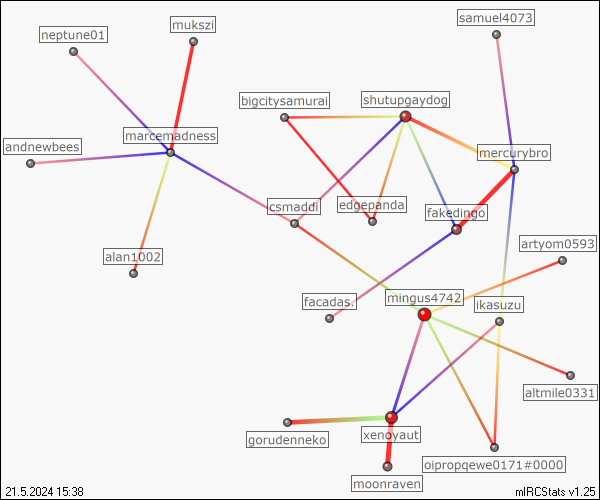 samuel4073
mukszi
neptune01
bigcitysamurai
shutupgaydog
marcemadness
andnewbees
mercurybro
csmaddi
edgepanda
fakedingo
artyom0593
alan1002
facadas.
mingus4742
ikasuzu
altmile0331
gorudenneko
xenoyaut
oipropqewe0171#0000
moonraven
21.5.2024 15:38
mIRCStats v1.25